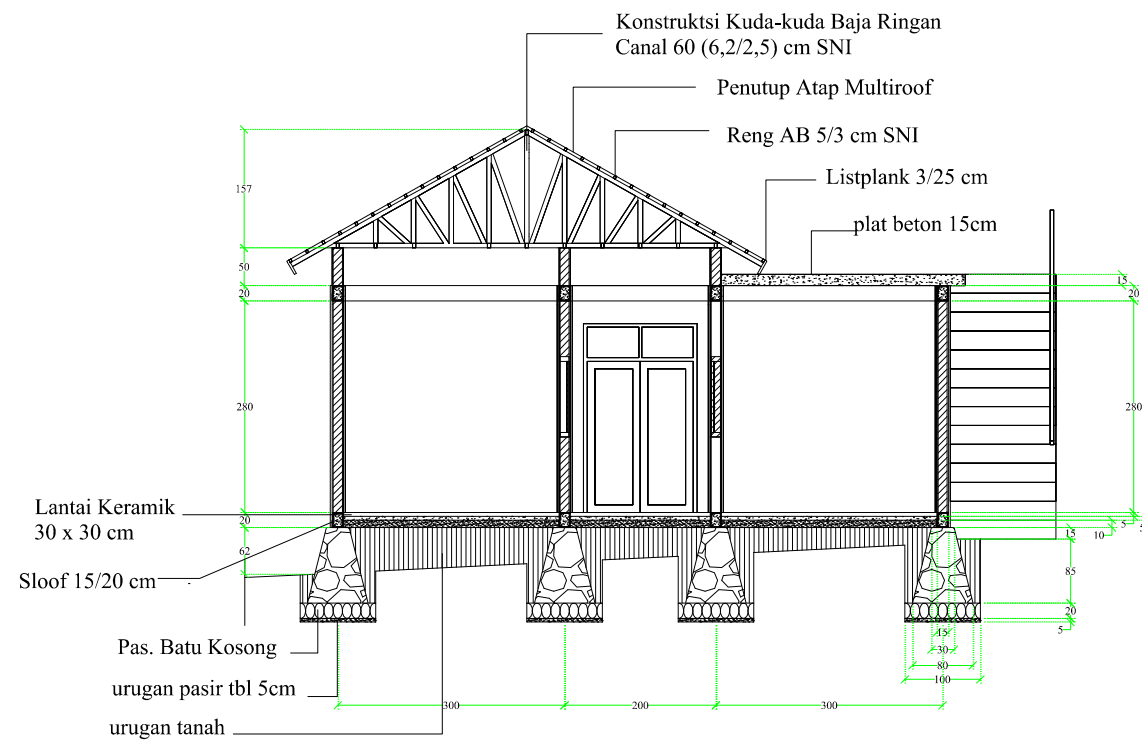 Konstruktsi Kuda-kuda Baja Ringan
Canal 60 (6,2/2,5) cm SNI
Penutup Atap Multiroof
Reng AB 5/3 cm SNI
Listplank 3/25 cm
plat beton 15cm
157
50
20
280
20
62
15
20
280
5
10
15
85
20
5
Lantai Keramik
30 x 30 cm
Sloof 15/20 cm
Pas. Batu Kosong
urugan pasir tbl 5cm
urugan tanah
15
30
80
100
300
200
300